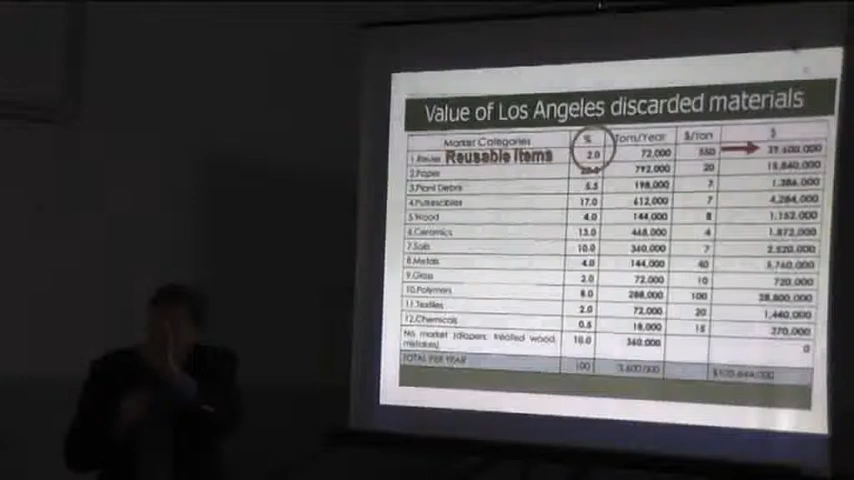 Value of Los Angeles discarded materials
Market Categories % Tons/Year $/Ton $
1.Reuse Reusable Items 2.0 72,000 550 39,600,000
2.Paper 792,000 20 15,840,000
3.Plant Debris 5.5 198,000 7 1,386,000
4.Putrescibles 17.0 612,000 7 4,284,000
5.Wood 4.0 144,000 8 1,152,000
6.Ceramics 13.0 468,000 4 1,872,000
7.Soils 10.0 360,000 7 2,520,000
8.Metals 4.0 144,000 40 5,760,000
9.Glass 2.0 72,000 10 720,000
10.Polymers 8.0 288,000 100 28,800,000
11.Textiles 2.0 72,000 20 1,440,000
12.Chemicals 0.5 18,000 15 270,000
No market (diapers, treated wood, mistakes) 10.0 360,000 0
TOTAL PER YEAR 100 3,600,000